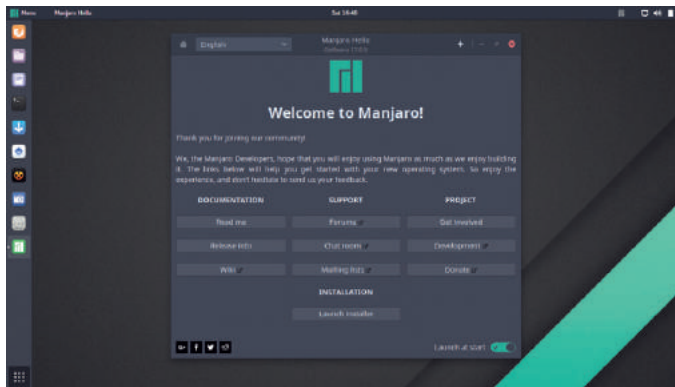 Menu Manjaro Hello
Sat 16:48
English
Manjaro Hello
Welcome to Manjaro!
Thank you for joining our community!
We, the Manjaro Developers, hope that you will enjoy using Manjaro as much as we enjoy building
it. The links below will help you get started with your new operating system. So enjoy the
experience, and don't hesitate to send us your feedback.
DOCUMENTATION SUPPORT PROJECT
Read me Forums Get involved
Release info Chat room Development
Wiki Mailing lists Donate
INSTALLATION
Launch installer
Launch at start